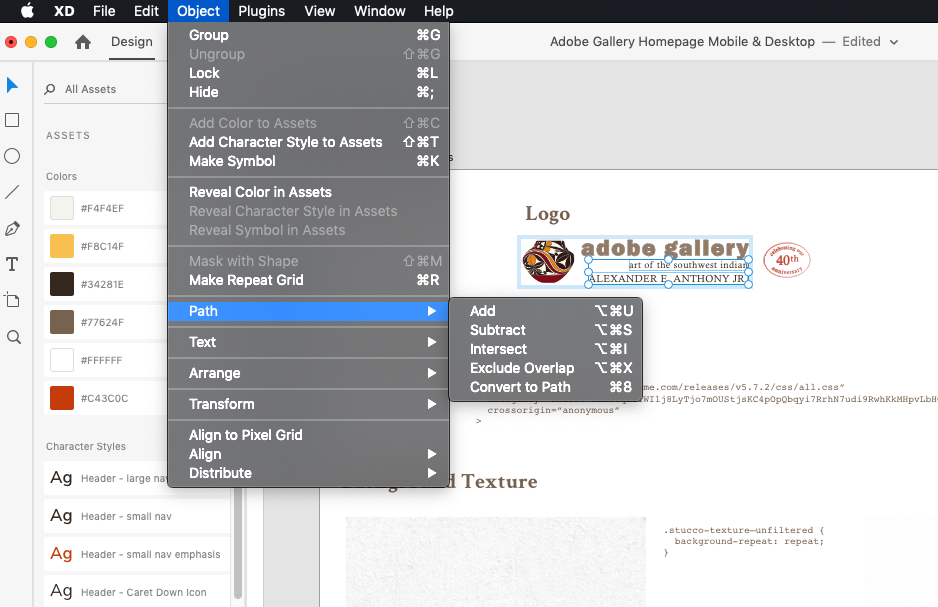 XD File Edit Object Plugins View Window Help
Design
Adobe Gallery Homepage Mobile & Desktop — Edited
All Assets
ASSETS
Colors
#F4F4EF
#F8C14F
#34281E
#77624F
#FFFFFF
#C43C0C
Character Styles
Ag Header - large nav
Ag Header - small nav
Ag Header - small nav emphasis
Ag Header - Caret Down Icon
Group ⌘G
Ungroup ⇧⌘G
Lock ⌘L
Hide ⌘;
Add Color to Assets ⇧⌘C
Add Character Style to Assets ⇧⌘T
Make Symbol ⌘K
Reveal Color in Assets
Reveal Character Style in Assets
Reveal Symbol in Assets
Mask with Shape ⇧⌘M
Make Repeat Grid ⌘R
Path
Text
Arrange
Transform
Align to Pixel Grid
Align
Distribute
Add ⌥⌘U
Subtract ⌥⌘S
Intersect ⌥⌘I
Exclude Overlap ⌥⌘X
Convert to Path ⌘8
Logo
adobe gallery
art of the southwest indian
ALEXANDER E. ANTHONY JR.
celebrating our
40th
anniversary
me.com/releases/v5.7.2/css/all.css"
crossorigin="anonymous"
>
Texture
.stucco-texture-unfiltered {
background-repeat: repeat;
}